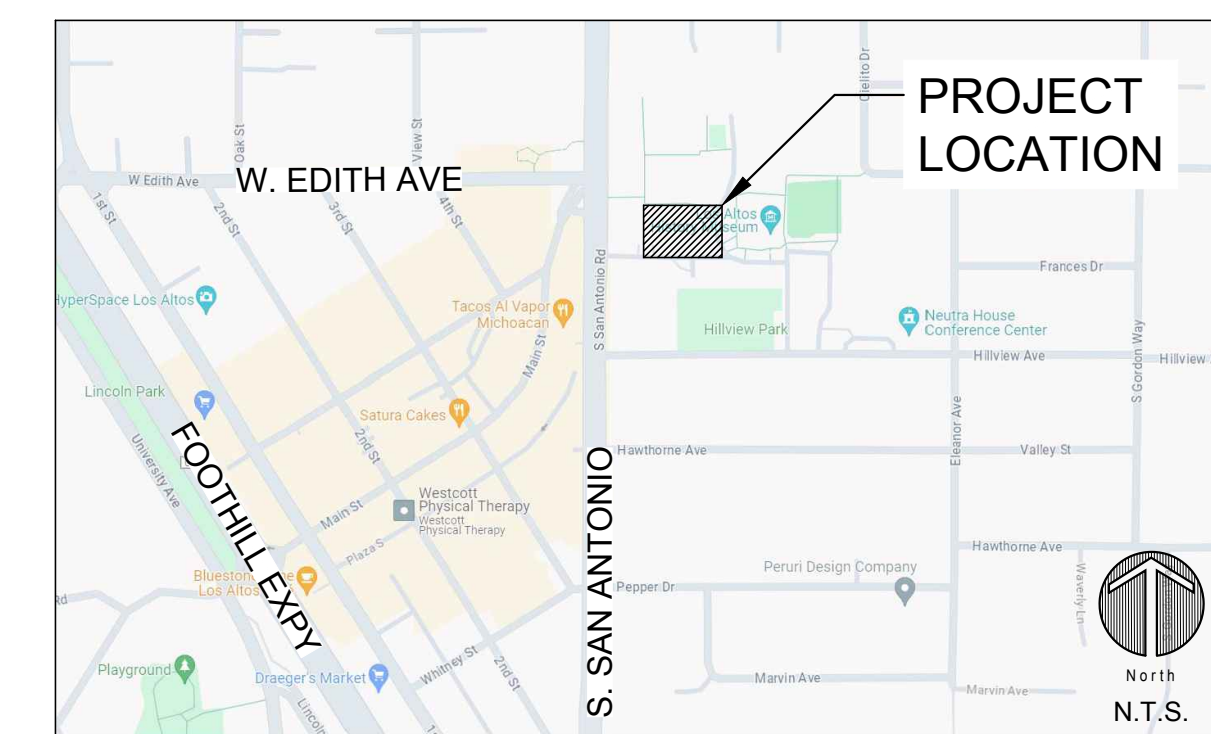 PROJECT
LOCATION
Cielito Dr
Oak St
View St
W Edith Ave
W. EDITH AVE
1st St
2nd St
3rd St
4th St
S San Antonio Rd
Los Altos
Museum
Frances Dr
HyperSpace Los Altos
Tacos Al Vapor
Michoacan
Main St
Hillview Park
Neutra House
Conference Center
Hillview Ave
Hillview
S Gordon Way
Lincoln Park
Satura Cakes
2nd St
University Ave
FOOTHILL EXPY
Hawthorne Ave
Eleanor Ave
Valley St
Westcott
Physical Therapy
Westcott
Physical Therapy
Main St
Plaza S
S. SAN ANTONIO
Hawthorne Ave
Waverly Ln
Bluestone
Los Altos
Peruri Design Company
Pepper Dr
Rd
Playground
Draeger's Market
Whitney St
2nd St
Marvin Ave
Marvin Ave
Lincoln
North
N.T.S.